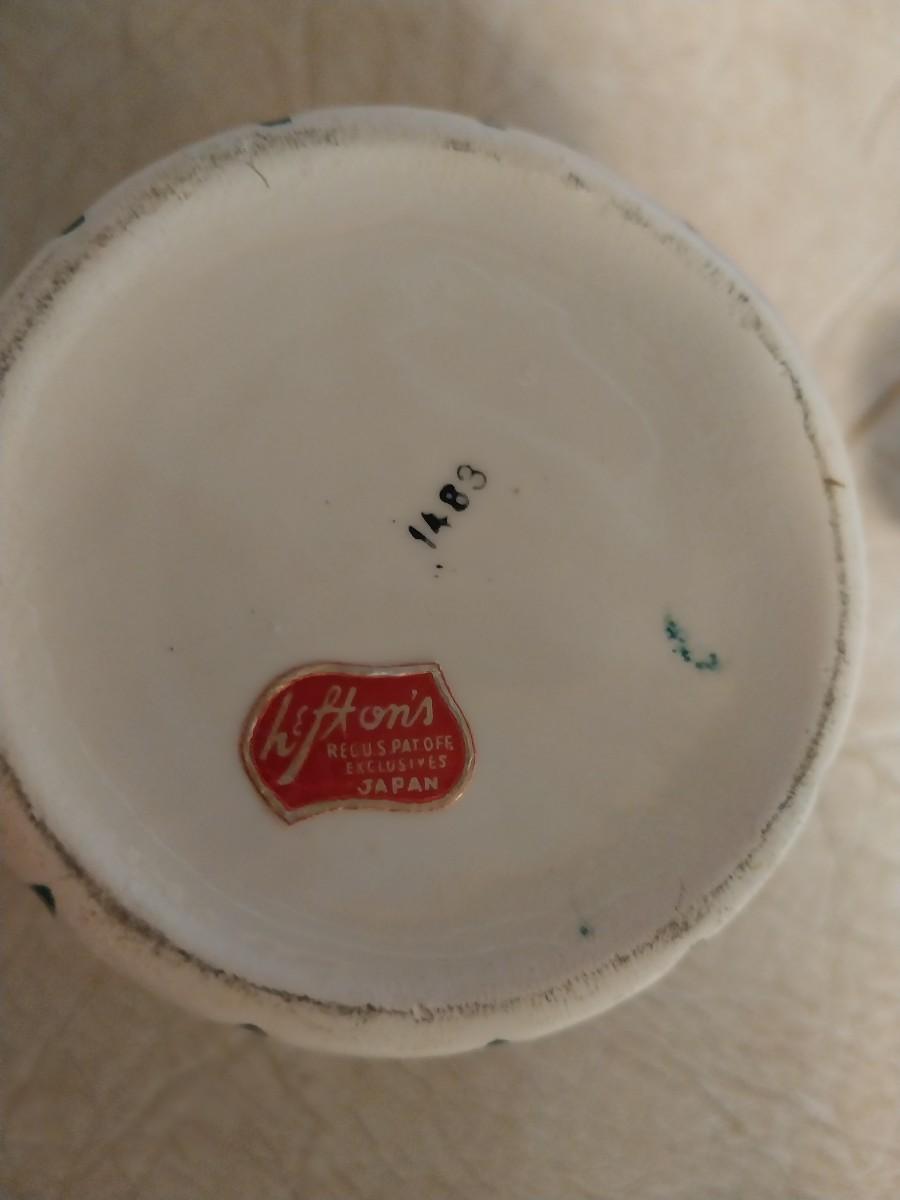 1483
Lefton's
REG.U.S.PAT.OFF.
EXCLUSIVES
JAPAN